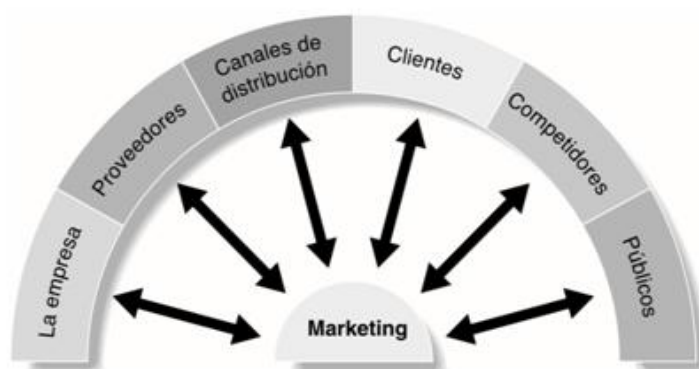 La empresa
Proveedores
Canales de
distribución
Clientes
Competidores
Públicos
Marketing